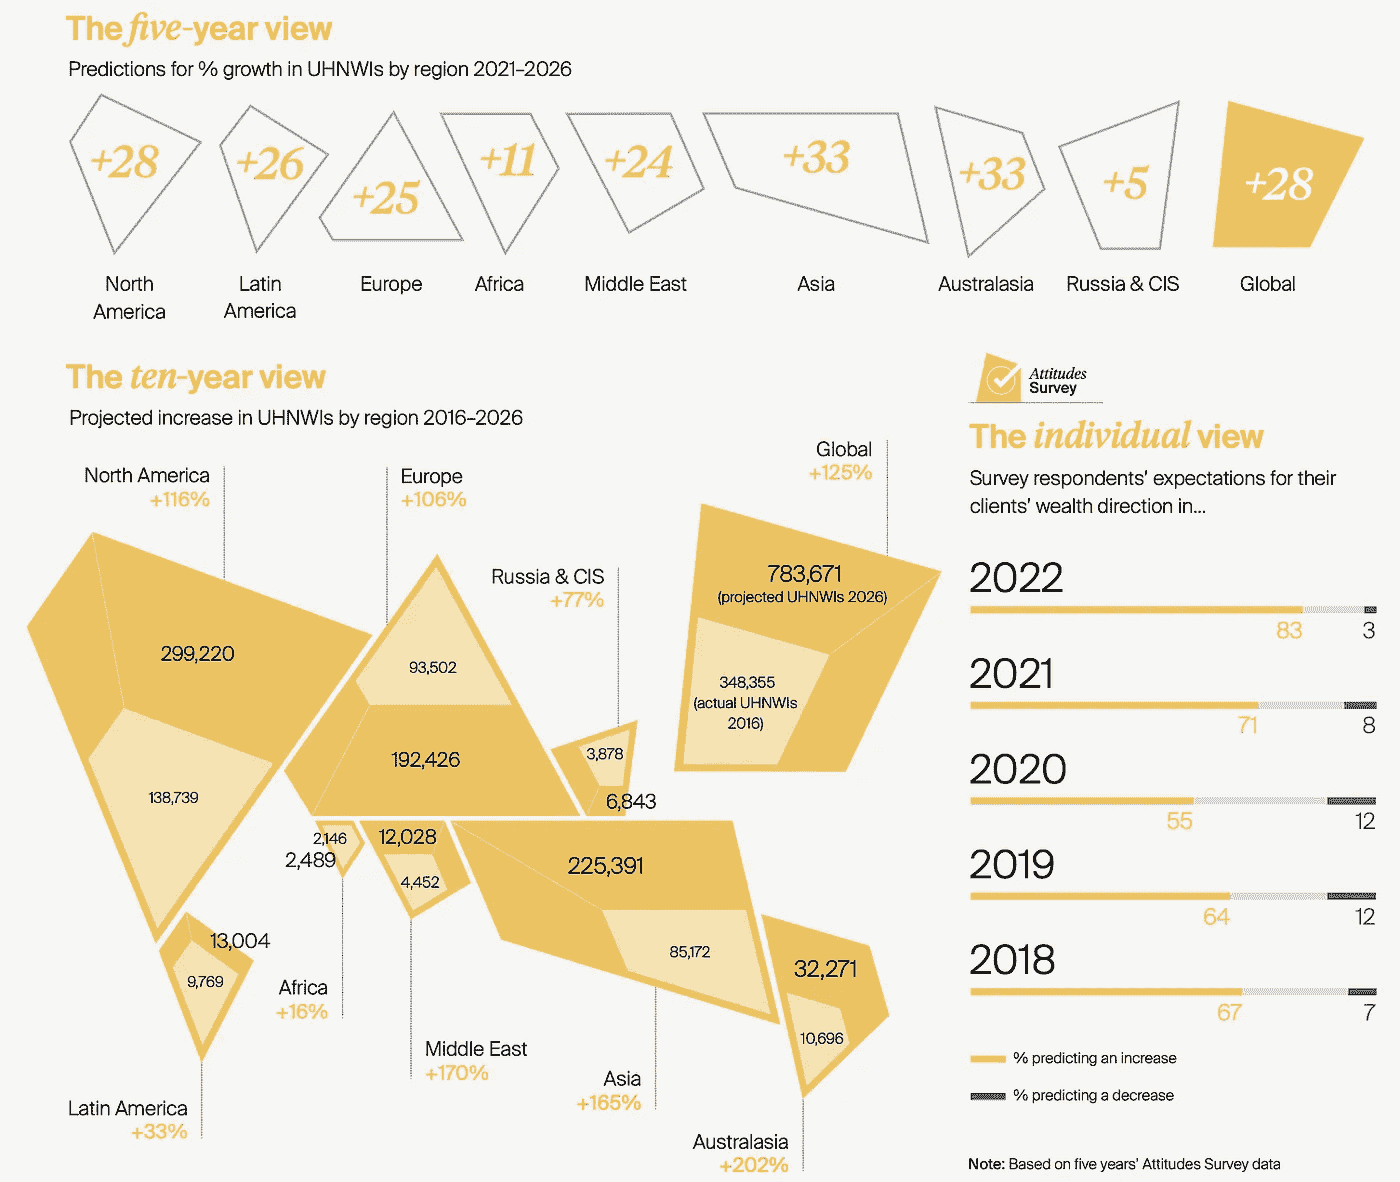 The five-year view
Predictions for % growth in UHNWIs by region 2021–2026
+28
+26
+25
+11
+24
+33
+33
+5
+28
North
America
Latin
America
Europe
Africa
Middle East
Asia
Australasia
Russia & CIS
Global
The ten-year view
Projected increase in UHNWIs by region 2016–2026
North America
+116%
299,220
138,739
Europe
+106%
93,502
192,426
Russia & CIS
+77%
3,878
6,843
Global
+125%
783,671
(projected UHNWIs 2026)
348,355
(actual UHNWIs
2016)
2,146
2,489
Africa
+16%
12,028
4,452
Middle East
+170%
225,391
85,172
Asia
+165%
32,271
10,696
Australasia
+202%
13,004
9,769
Latin America
+33%
Attitudes
Survey
The individual view
Survey respondents’ expectations for their
clients’ wealth direction in...
2022
83 3
2021
71 8
2020
55 12
2019
64 12
2018
67 7
% predicting an increase
% predicting a decrease
Note: Based on five years’ Attitudes Survey data